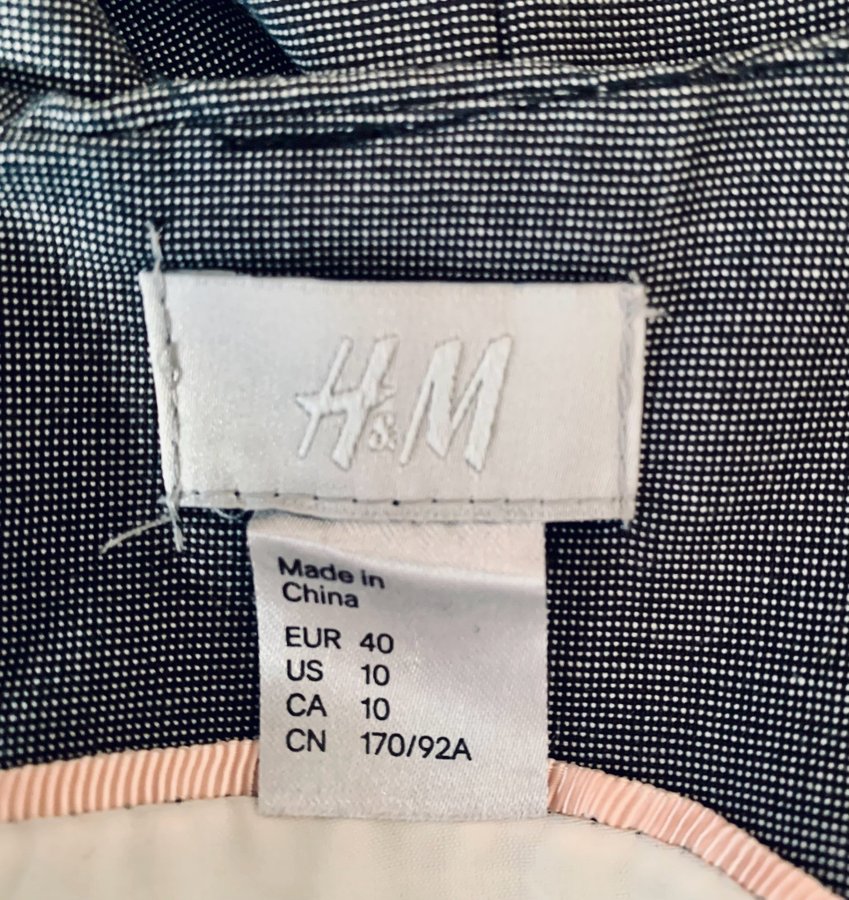 H&M
Made in
China
EUR 40
US 10
CA 10
CN 170/92A